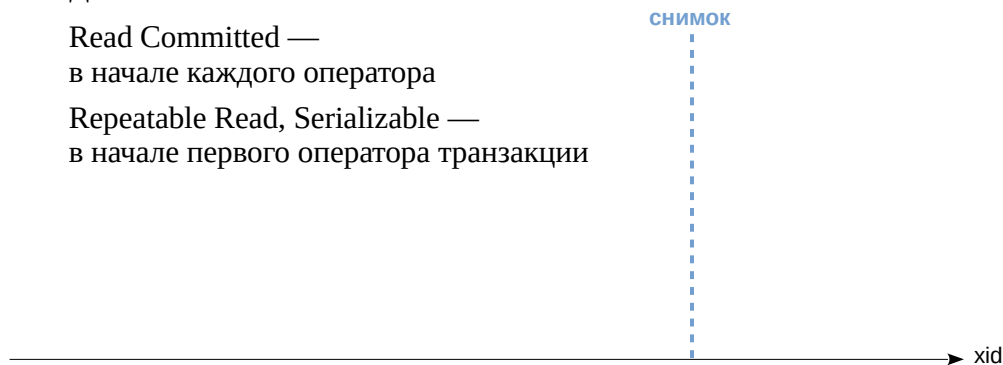 Read Committed —
в начале каждого оператора
Repeatable Read, Serializable —
в начале первого оператора транзакции
снимок
xid